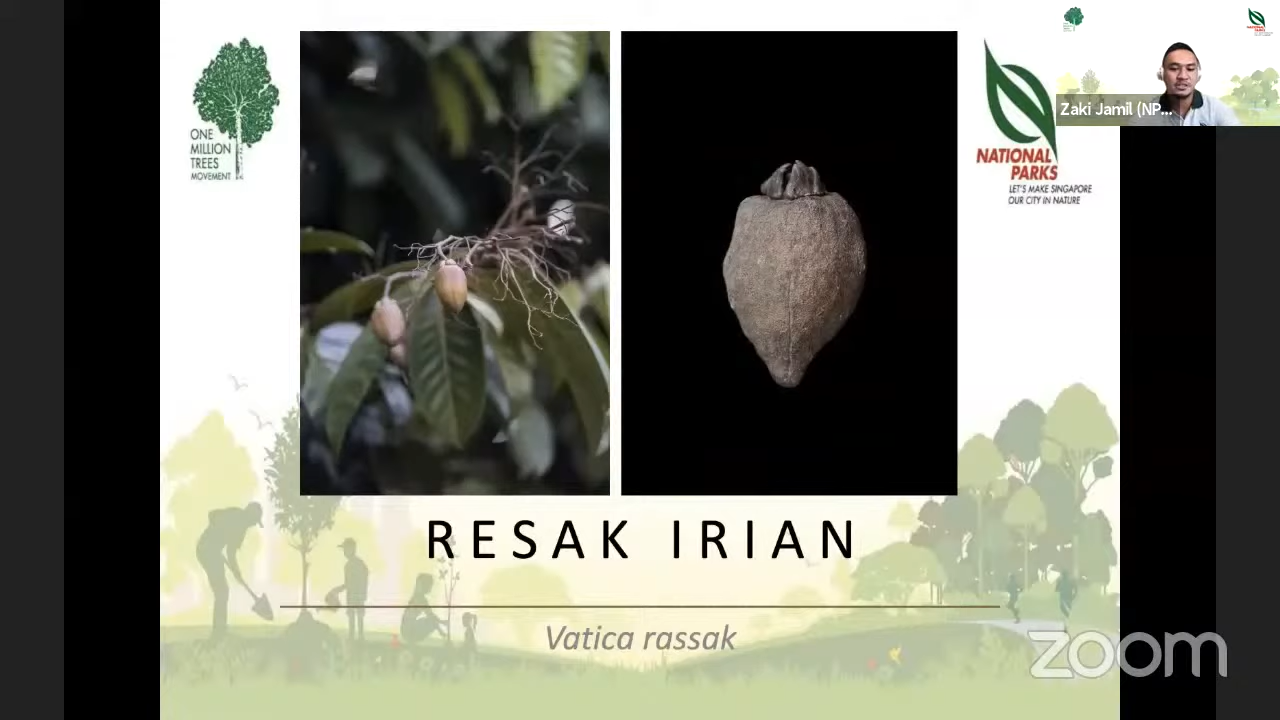 ONE
MILLION
TREES
MOVEMENT
NATIONAL
PARKS
LET'S MAKE SINGAPORE
OUR CITY IN NATURE
Zaki Jamil (NP...
RESAK IRIAN
Vatica rassak
zoom